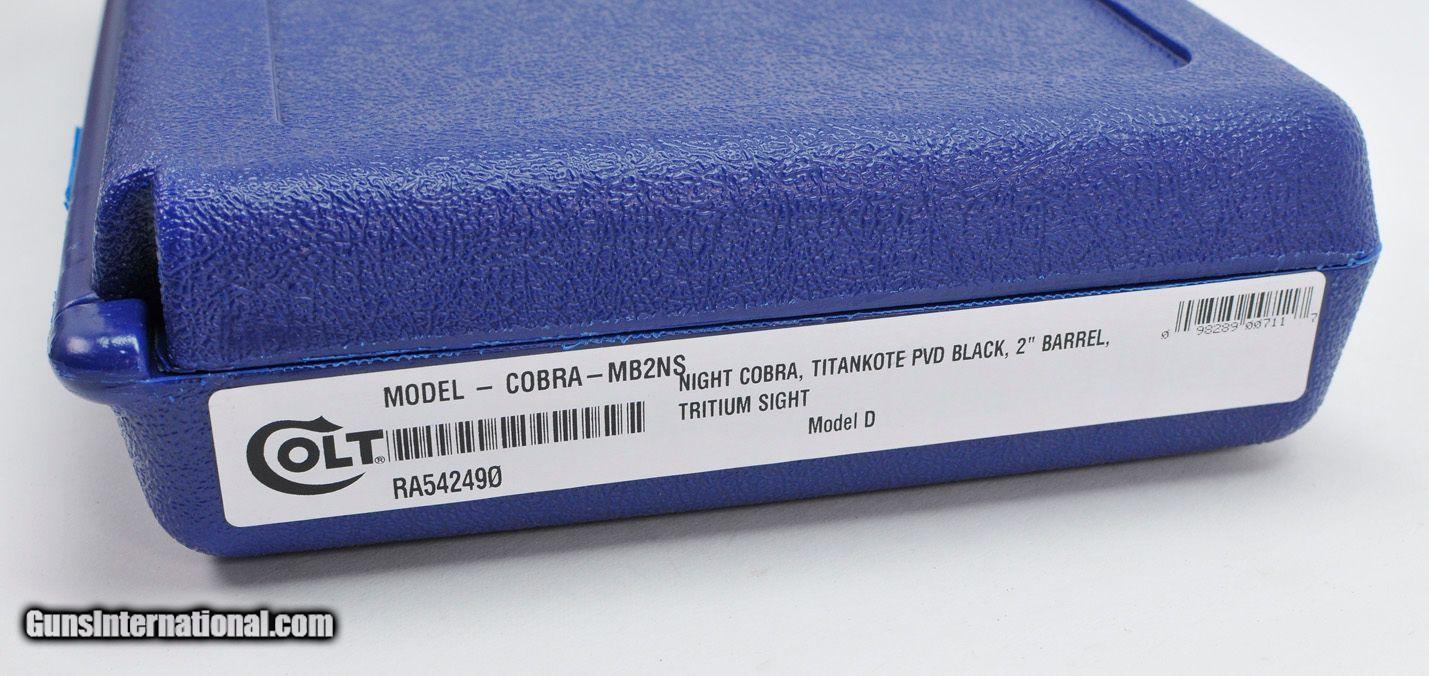 MODEL - COBRA-MB2NS
COLT®
RA542490
NIGHT COBRA, TITANKOTE PVD BLACK, 2" BARREL,
TRITIUM SIGHT
Model D
0 98289 00711 7
GunsInternational.com